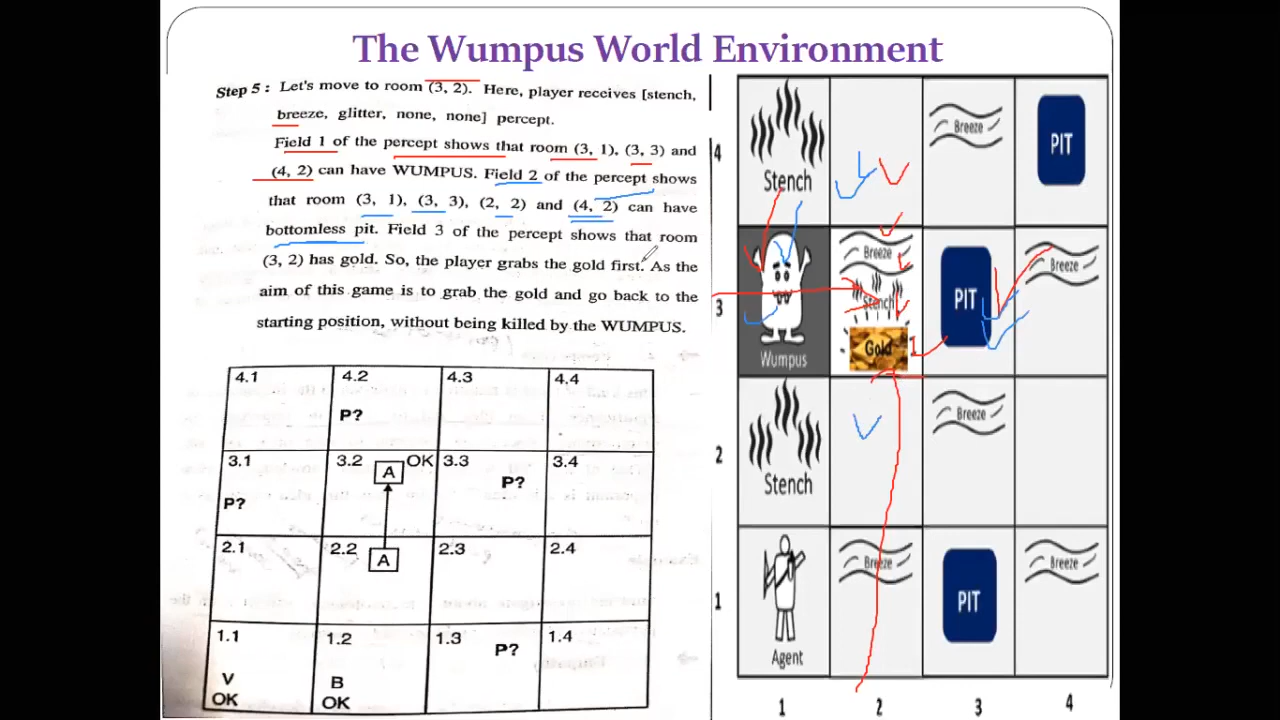 The Wumpus World Environment
Step 5 : Let's move to room (3, 2). Here, player receives [stench,
breeze, glitter, none, none] percept.
Field 1 of the percept shows that room (3, 1), (3, 3) and
(4, 2) can have WUMPUS. Field 2 of the percept shows
that room (3, 1), (3, 3), (2, 2) and (4, 2) can have
bottomless pit. Field 3 of the percept shows that room
(3, 2) has gold. So, the player grabs the gold first. As the
aim of this game is to grab the gold and go back to the
starting position, without being killed by the WUMPUS.
4.1 4.2 4.3 4.4
P?
3.1 3.2 A OK 3.3 3.4
P? P?
2.1 2.2 A 2.3 2.4
1.1 1.2 1.3 1.4
P?
V B
OK OK
4 Stench Breeze PIT
3 Wumpus Breeze Stench Gold PIT Breeze
2 Stench Breeze
1 Agent Breeze PIT Breeze
1 2 3 4